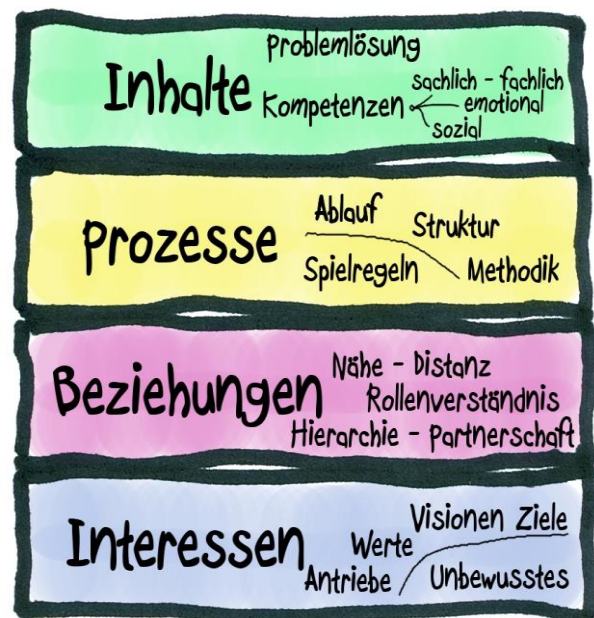 Inhalte
Problemlösung
Kompetenzen
sachlich - fachlich
emotional
sozial
Prozesse
Ablauf
Struktur
Spielregeln
Methodik
Beziehungen
Nähe - Distanz
Rollenverständnis
Hierarchie - Partnerschaft
Interessen
Visionen Ziele
Werte
Antriebe
Unbewusstes